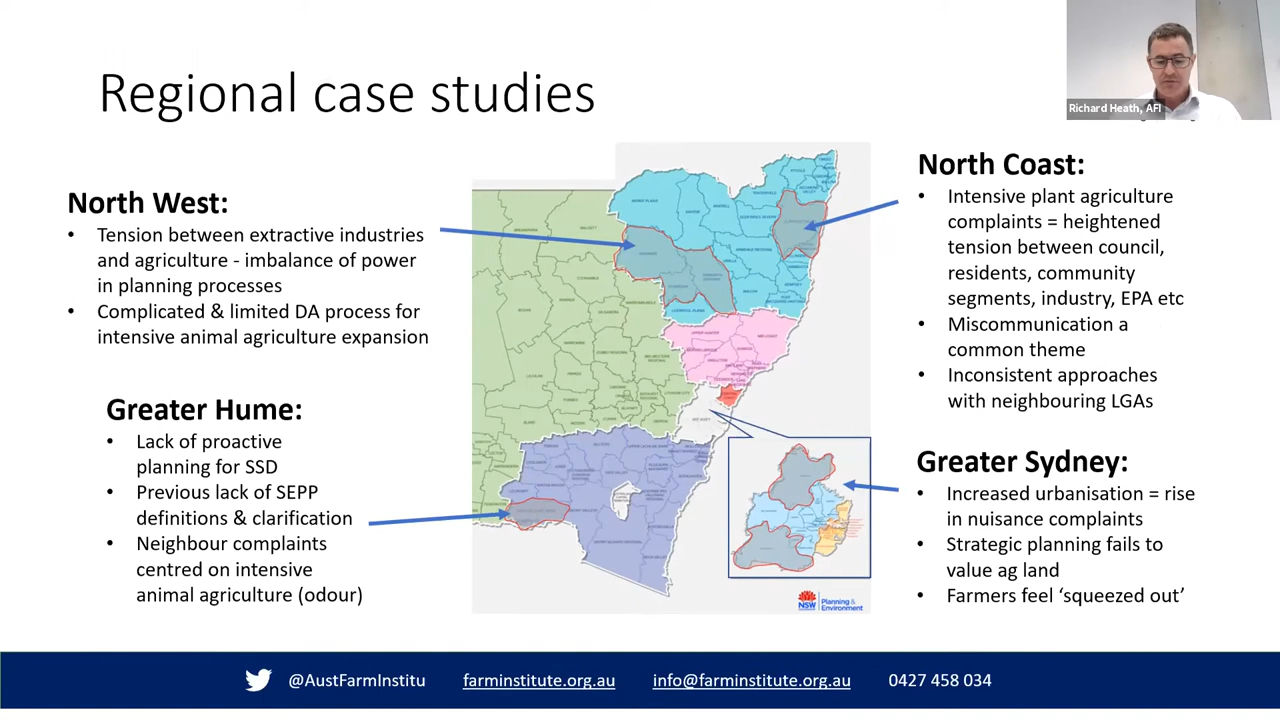 Regional case studies
Richard Heath, AFI
North West:
• Tension between extractive industries
and agriculture - imbalance of power
in planning processes
• Complicated & limited DA process for
intensive animal agriculture expansion
Greater Hume:
• Lack of proactive
planning for SSD
• Previous lack of SEPP
definitions & clarification
• Neighbour complaints
centred on intensive
animal agriculture (odour)
North Coast:
• Intensive plant agriculture
complaints = heightened
tension between council,
residents, community
segments, industry, EPA etc
• Miscommunication a
common theme
• Inconsistent approaches
with neighbouring LGAs
Greater Sydney:
• Increased urbanisation = rise
in nuisance complaints
• Strategic planning fails to
value ag land
• Farmers feel ‘squeezed out’
NSW
Planning &
Environment
@AustFarmInstitu
farminstitute.org.au
info@farminstitute.org.au
0427 458 034